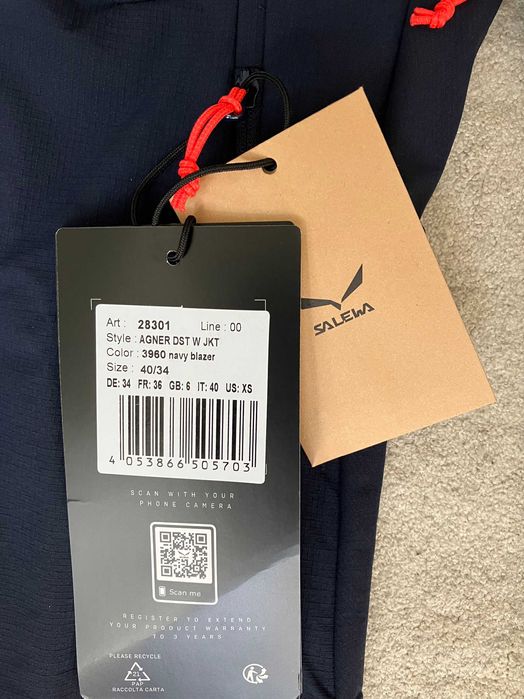 SALEWA
Art : 28301 Line : 00
Style : AGNER DST W JKT
Color : 3960 navy blazer
Size : 40/34
DE: 34 FR: 36 GB: 6 IT: 40 US: XS
4 053866 505703
SCAN WITH YOUR
PHONE CAMERA
Scan me
REGISTER TO EXTEND
YOUR PRODUCT WARRANTY
TO 3 YEARS
PLEASE RECYCLE
21
PAP
RACCOLTA CARTA